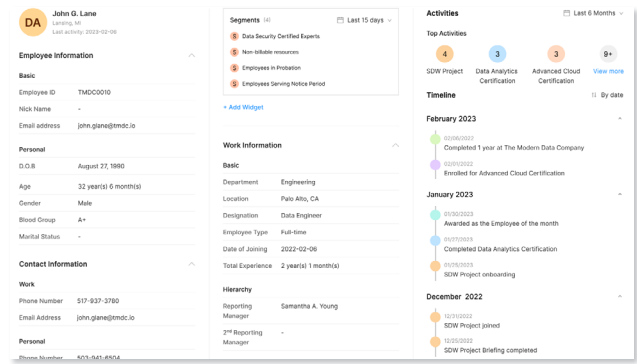 DA
John G. Lane
Lansing, MI
Last activity: 2023-02-06
Employee Information
Basic
Employee ID TMDC0010
Nick Name -
Email address john.glane@tmdc.io
Personal
D.O.B August 27, 1990
Age 32 year(s) 6 month(s)
Gender Male
Blood Group A+
Marital Status -
Contact Information
Work
Phone Number 517-937-3780
Email Address john.glane@tmdc.io
Personal
Phone Number 503-941-6504
Segments (4) Last 15 days
S Data Security Certified Experts
S Non-billable resources
S Employees in Probation
S Employees Serving Notice Period
+ Add Widget
Work Information
Basic
Department Engineering
Location Palo Alto, CA
Designation Data Engineer
Employee Type Full-time
Date of Joining 2022-02-06
Total Experience 2 year(s) 1 month(s)
Hierarchy
Reporting Manager Samantha A. Young
2nd Reporting Manager -
Activities Last 6 Months
Top Activities
4 3 3 9+
SDW Project Data Analytics Certification Advanced Cloud Certification View more
Timeline By date
February 2023
02/06/2023
Completed 1 year at The Modern Data Company
02/01/2022
Enrolled for Advanced Cloud Certification
January 2023
01/30/2023
Awarded as the Employee of the month
01/27/2023
Completed Data Analytics Certification
01/25/2023
SDW Project onboarding
December 2022
12/31/2022
SDW Project joined
12/25/2022
SDW Project Briefing completed